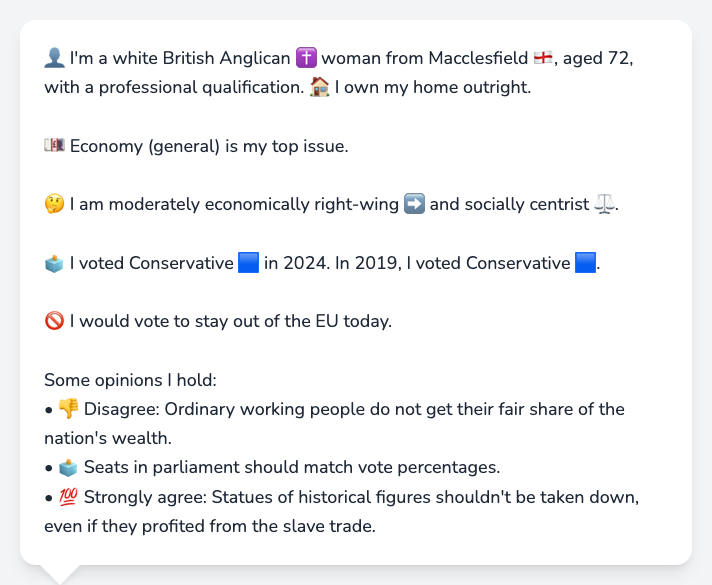 👤 I'm a white British Anglican ✝️ woman from Macclesfield 🏴󠁧󠁢󠁥󠁮󠁧󠁿, aged 72,
with a professional qualification. 🏠 I own my home outright.
💷 Economy (general) is my top issue.
🤔 I am moderately economically right-wing ➡️ and socially centrist ⚖️.
🗳️ I voted Conservative 🟦 in 2024. In 2019, I voted Conservative 🟦.
🚫 I would vote to stay out of the EU today.
Some opinions I hold:
• 👎 Disagree: Ordinary working people do not get their fair share of the
nation's wealth.
• 🗳️ Seats in parliament should match vote percentages.
• 💯 Strongly agree: Statues of historical figures shouldn't be taken down,
even if they profited from the slave trade.